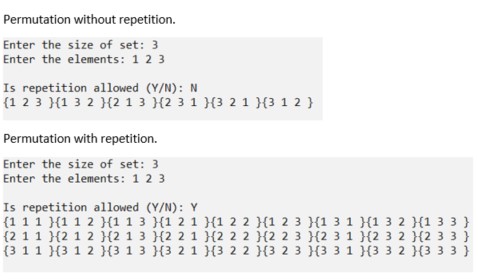 Permutation without repetition.
Enter the size of set: 3
Enter the elements: 1 2 3
Is repetition allowed (Y/N): N
{1 2 3 }{1 3 2 }{2 1 3 }{2 3 1 }{3 2 1 }{3 1 2 }
Permutation with repetition.
Enter the size of set: 3
Enter the elements: 1 2 3
Is repetition allowed (Y/N): Y
{1 1 1 }{1 1 2 }{1 1 3 }{1 2 1 }{1 2 2 }{1 2 3 }{1 3 1 }{1 3 2 }{1 3 3 }
{2 1 1 }{2 1 2 }{2 1 3 }{2 2 1 }{2 2 2 }{2 2 3 }{2 3 1 }{2 3 2 }{2 3 3 }
{3 1 1 }{3 1 2 }{3 1 3 }{3 2 1 }{3 2 2 }{3 2 3 }{3 3 1 }{3 3 2 }{3 3 3 }